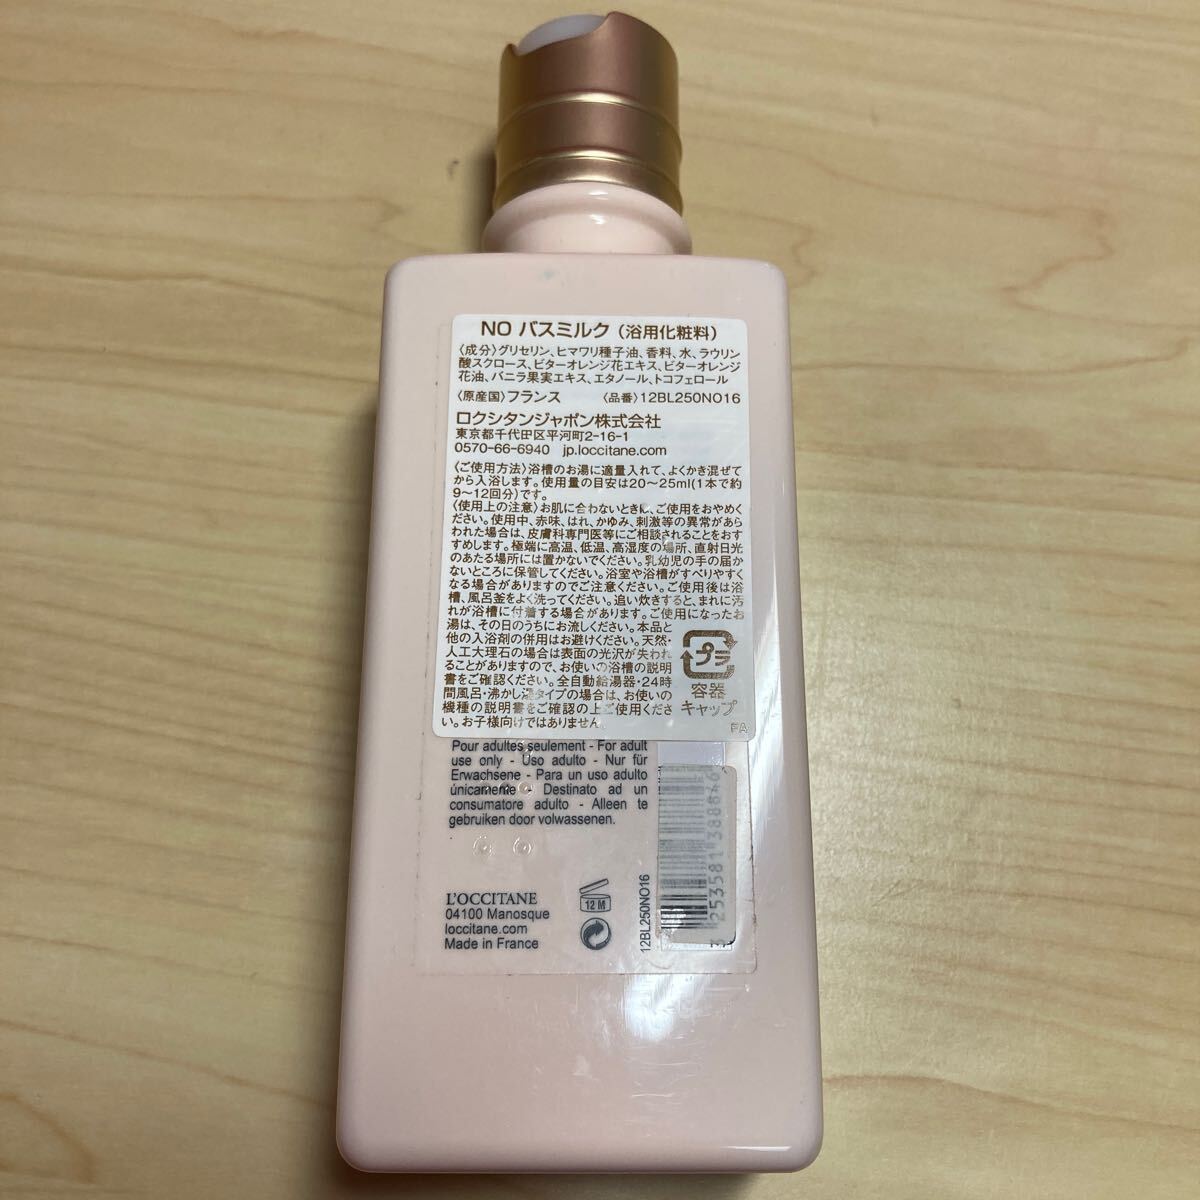 NO バスミルク（浴用化粧料）
〈成分〉グリセリン、ヒマワリ種子油、香料、水、ラウリン
酸スクロース、ビターオレンジ花エキス、ビターオレンジ
花油、バニラ果実エキス、エタノール、トコフェロール
〈原産国〉フランス 〈品番〉12BL250NO16
ロクシタンジャポン株式会社
東京都千代田区平河町2-16-1
0570-66-6940 jp.loccitane.com
〈ご使用方法〉浴槽のお湯に適量入れて、よくかき混ぜて
から入浴します。使用量の目安は20～25ml(1本で約
9～12回分)です。
〈使用上の注意〉お肌に合わないときは、ご使用をおやめく
ださい。使用中、赤味、はれ、かゆみ、刺激等の異常があら
われた場合は、皮膚科専門医等にご相談されることをおす
すめします。極端に高温、低温、高湿度の場所、直射日光
のあたる場所には置かないでください。乳幼児の手の届か
ないところに保管してください。浴室や浴槽がすべりやすく
なる場合がありますのでご注意ください。ご使用後は浴
槽、風呂釜をよく洗ってください。追い炊きすると、まれに汚
れが浴槽に付着する場合があります。ご使用になったお
湯は、その日のうちにお流しください。本品と
他の入浴剤の併用はお避けください。天然・
人工大理石の場合は表面の光沢が失われ
ることがありますので、お使いの浴槽の説明
書をご確認ください。全自動給湯器・24時
間風呂・沸かし湯タイプの場合は、お使いの
機種の説明書をご確認の上ご使用くださ
い。お子様向けではありません。
プラ
容器
キャップ
FA
Pour adultes seulement - For adult
use only - Uso adulto - Nur für
Erwachsene - Para un uso adulto
únicamente - Destinato ad un
consumatore adulto - Alleen te
gebruiken door volwassenen.
L'OCCITANE
04100 Manosque
loccitane.com
Made in France
12 M
12BL250NO16
3 253581 388846